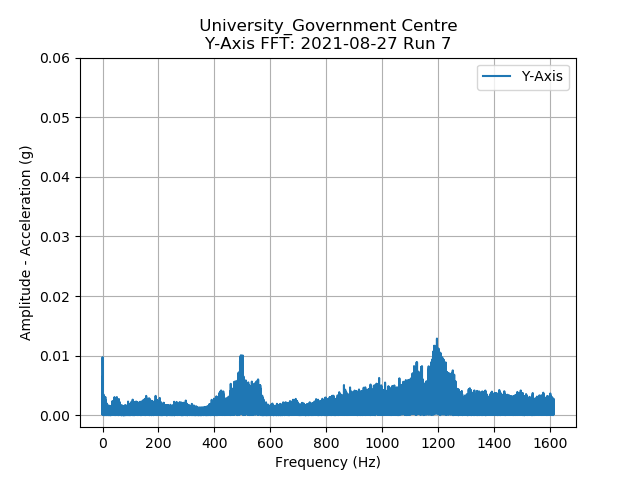 University_Government Centre
Y-Axis FFT: 2021-08-27 Run 7
Y-Axis
0.06
0.05
0.04
0.03
0.02
0.01
0.00
Amplitude - Acceleration (g)
0 200 400 600 800 1000 1200 1400 1600
Frequency (Hz)